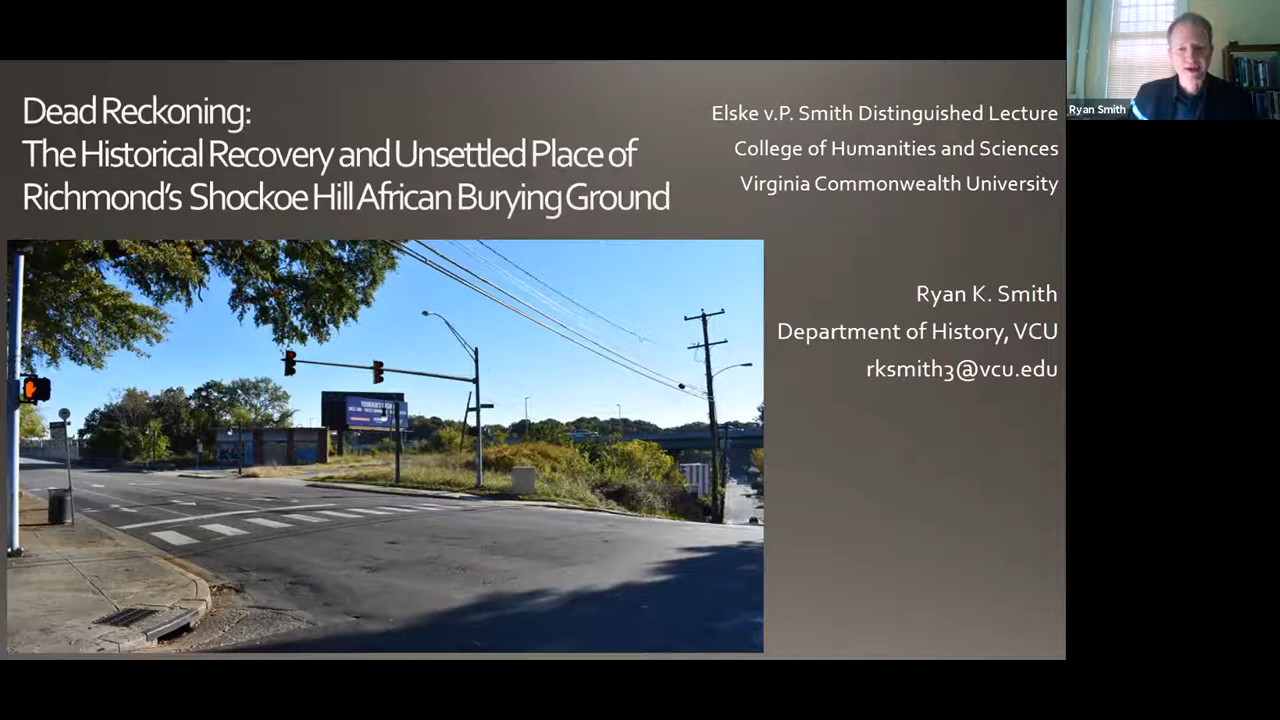 Dead Reckoning:
The Historical Recovery and Unsettled Place of
Richmond's Shockoe Hill African Burying Ground
Elske v.P. Smith Distinguished Lecture
College of Humanities and Sciences
Virginia Commonwealth University
Ryan K. Smith
Department of History, VCU
rksmith3@vcu.edu
Ryan Smith